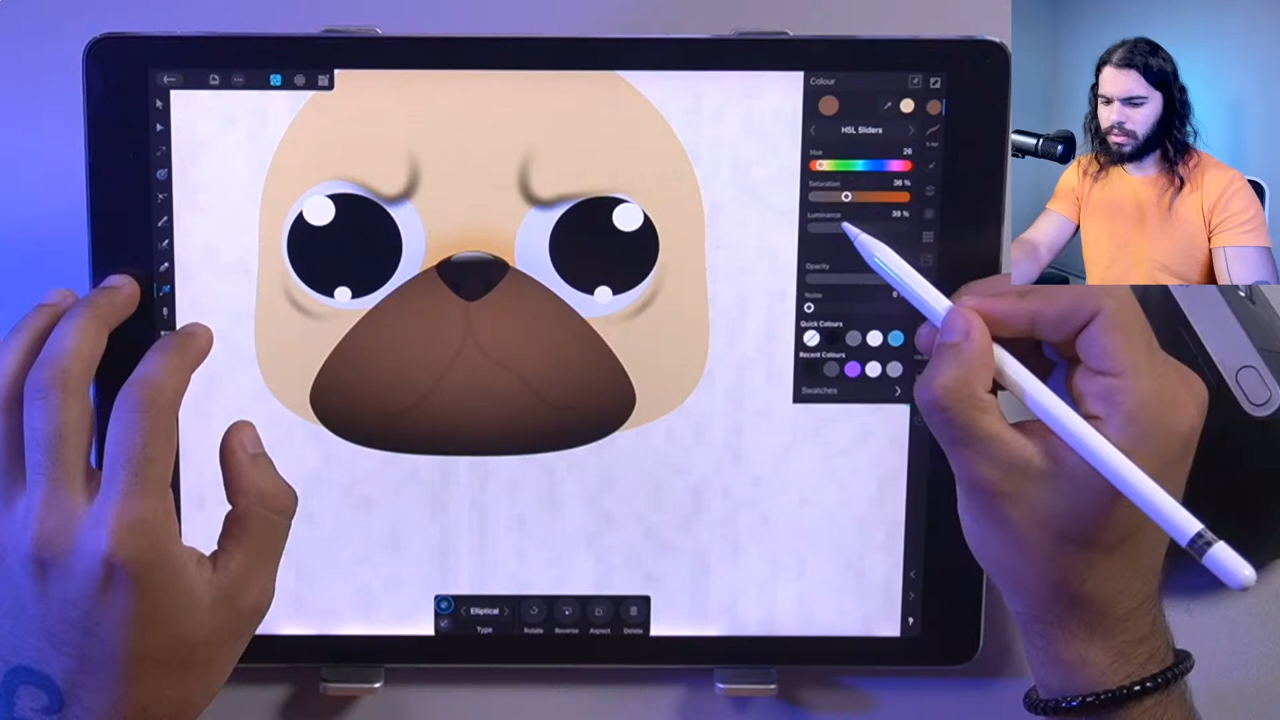 Colour
HSL Sliders
Hue 26
Saturation 36 %
Luminance 39 %
Opacity
Noise
Quick Colours
Recent Colours
Swatches
Elliptical
Type
Rotate
Reverse
Aspect
Delete